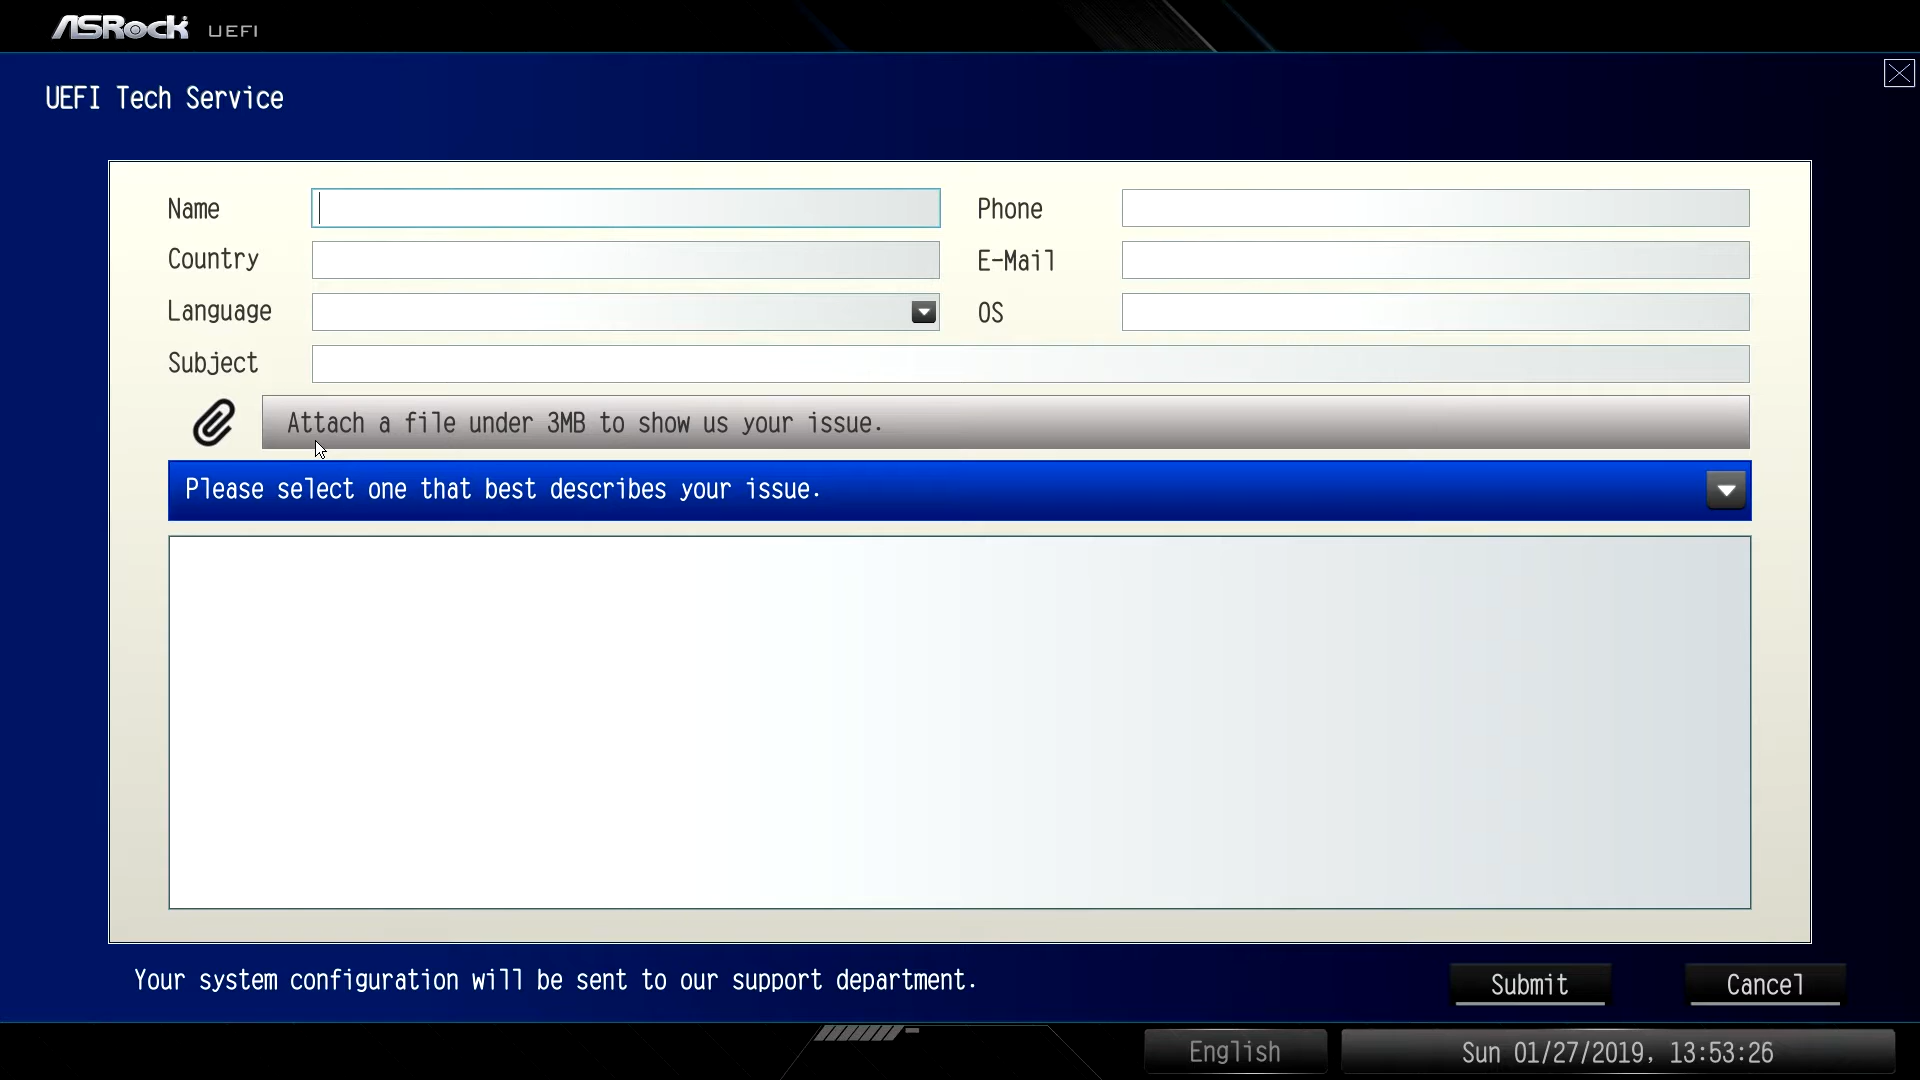 ASRock UEFI
UEFI Tech Service
Name
Phone
Country
E-Mail
Language
OS
Subject
Attach a file under 3MB to show us your issue.
Please select one that best describes your issue.
Your system configuration will be sent to our support department.
Submit
Cancel
English
Sun 01/27/2019, 13:53:26